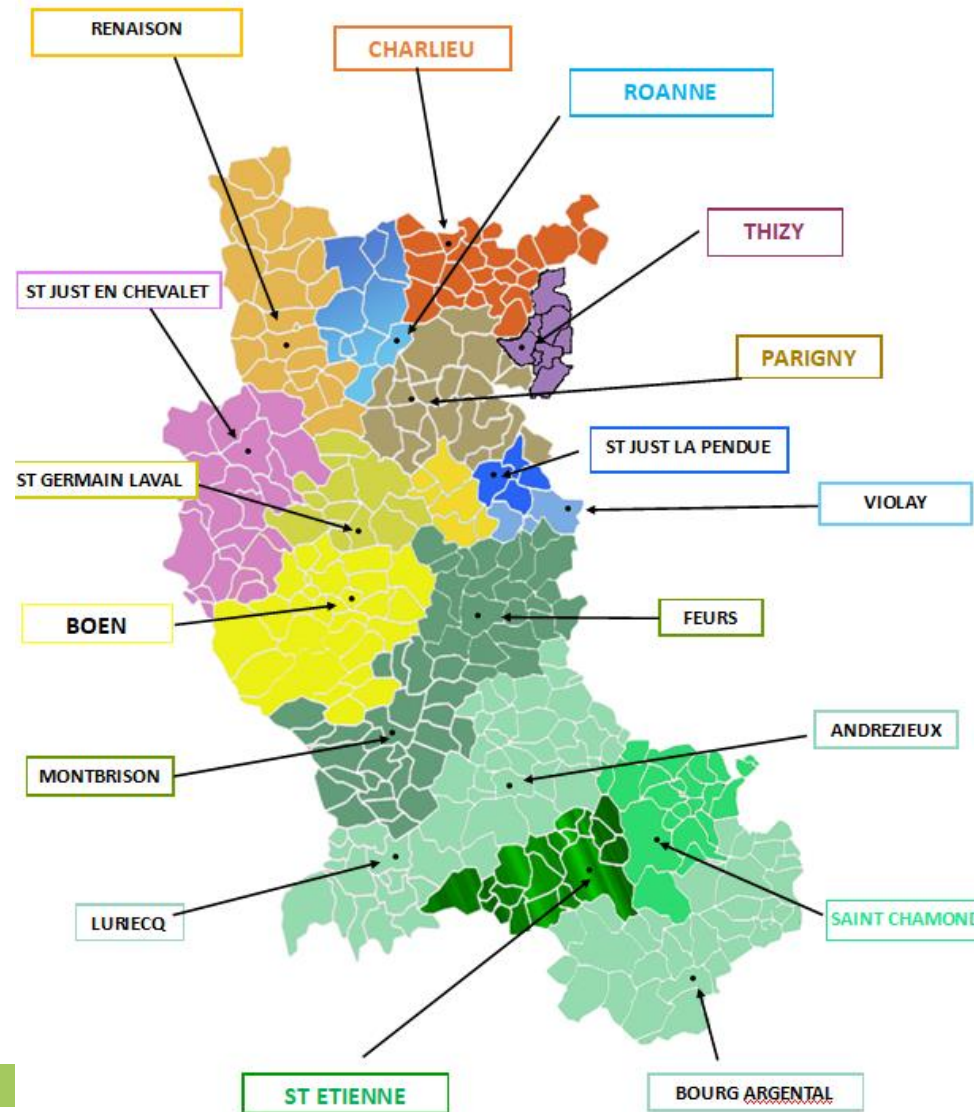 RENAISON
CHARLIEU
ROANNE
THIZY
ST JUST EN CHEVALET
PARIGNY
ST JUST LA PENDUE
ST GERMAIN LAVAL
VIOLAY
BOEN
FEURS
ANDREZIEUX
MONTBRISON
LURIECQ
SAINT CHAMOND
ST ETIENNE
BOURG ARGENTAL